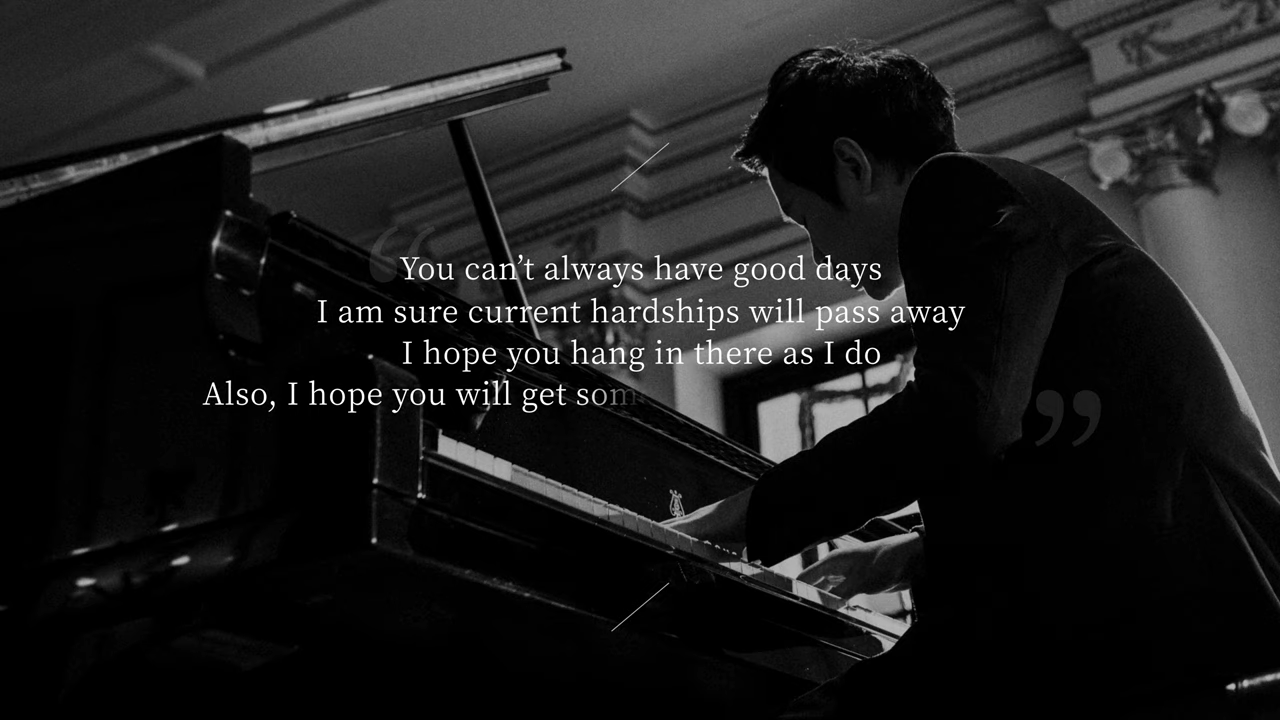 “You can’t always have good days
I am sure current hardships will pass away
I hope you hang in there as I do
Also, I hope you will get som
”